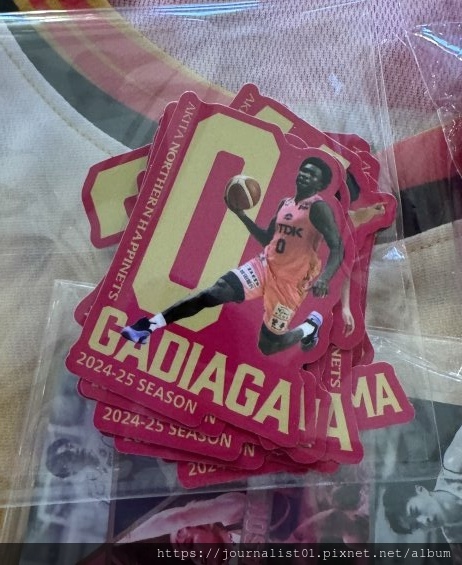 AKITA NORTHERN HAPPINETS
0
TDK
0
GADIAGA
2024-25 SEASON
2024-25 SEASON
MA
NETS
https://journalist01.pixnet.net/album